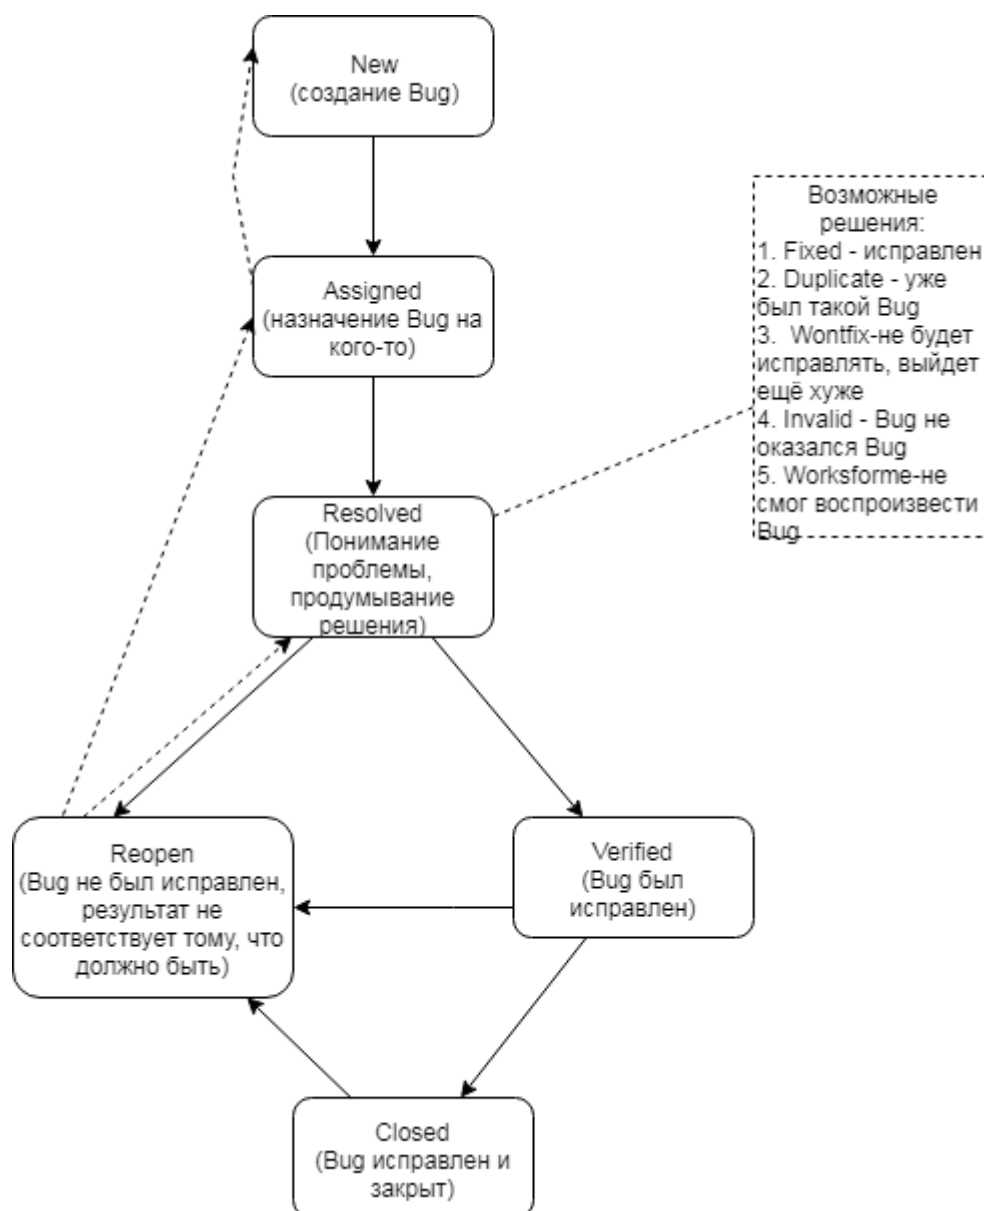 New
(создание Bug)
Assigned
(назначение Bug на
кого-то)
Возможные
решения:
1. Fixed - исправлен
2. Duplicate - уже
был такой Bug
3.  Wontfix-не будет
исправлять, выйдет
ещё хуже
4. Invalid - Bug не
оказался Bug
5. Worksforme-не
смог воспроизвести
Bug
Resolved
(Понимание
проблемы,
продумывание
решения)
Reopen
(Bug не был исправлен,
результат не
соответствует тому, что
должно быть)
Verified
(Bug был
исправлен)
Closed
(Bug исправлен и
закрыт)